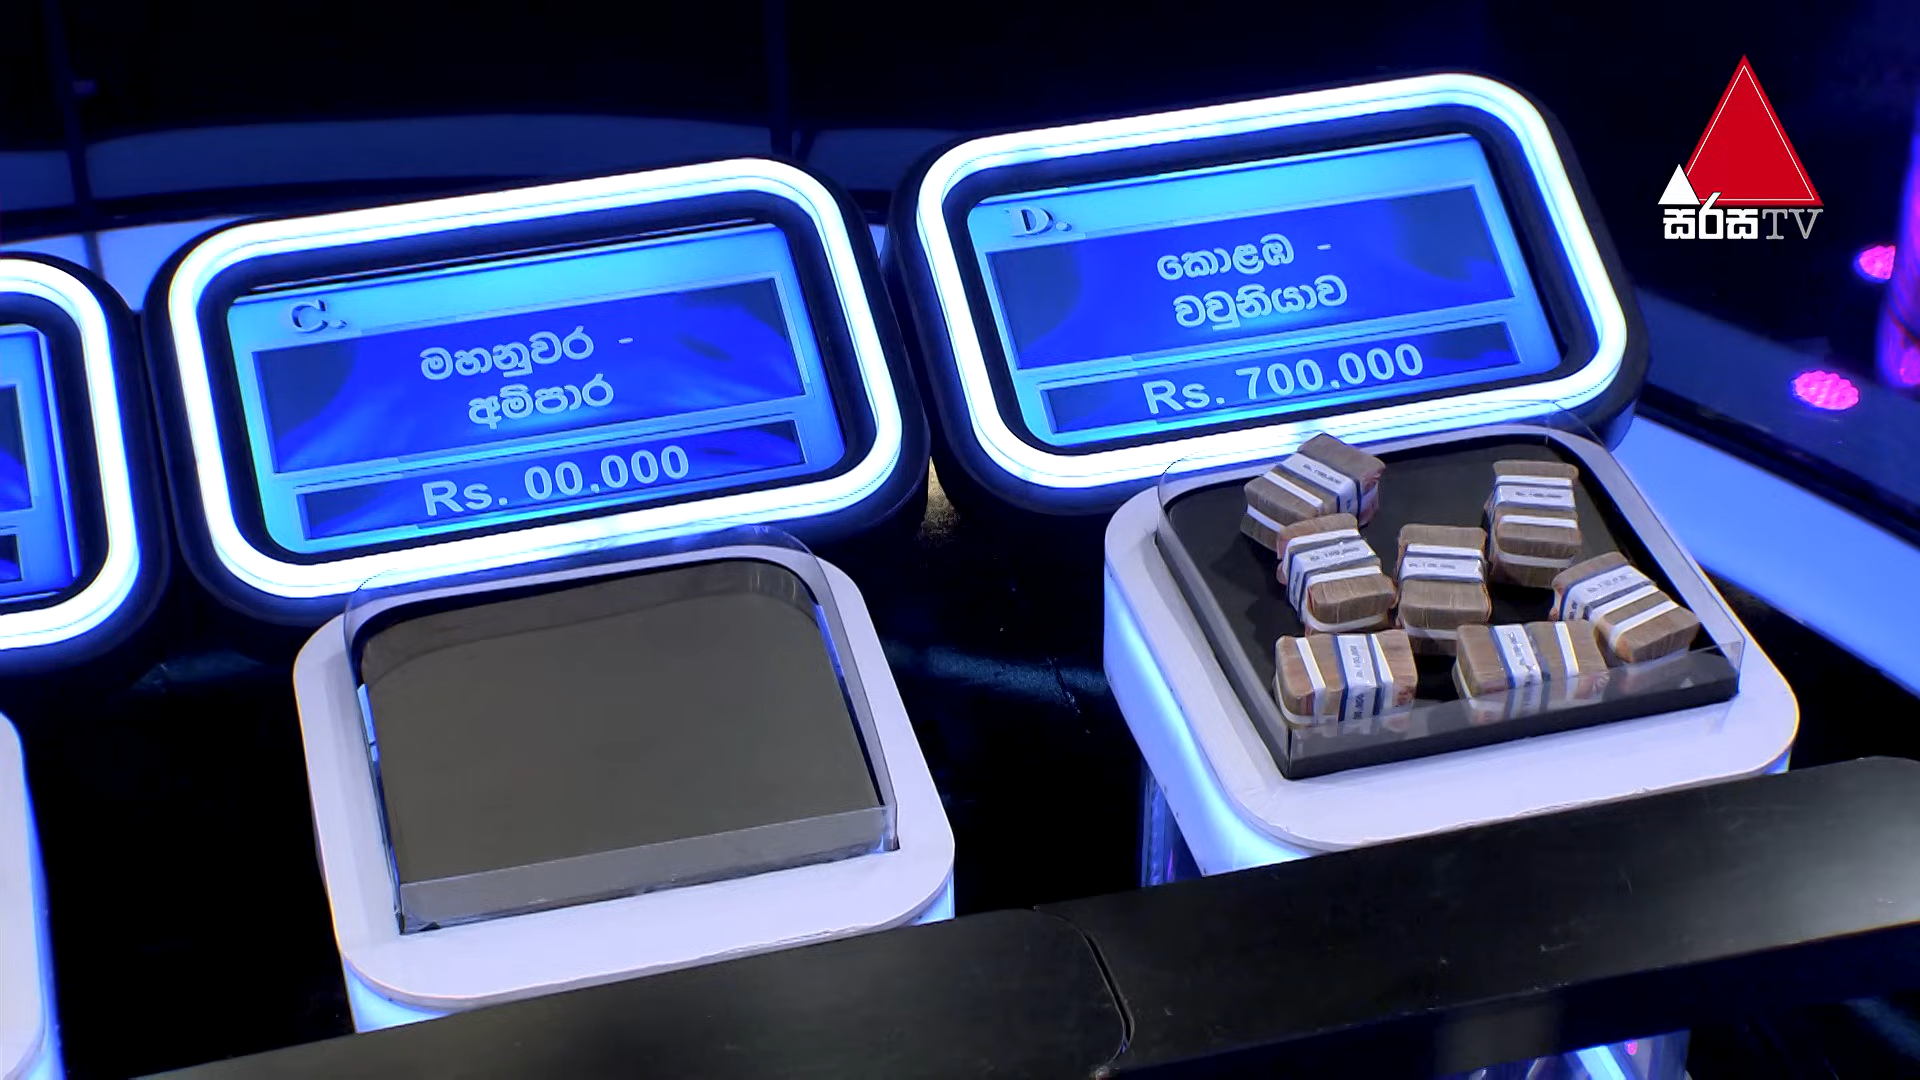 C.
මහනුවර -
අම්පාර
Rs. 00,000
D.
කොළඹ -
වවුනියාව
Rs. 700,000
සිරස TV